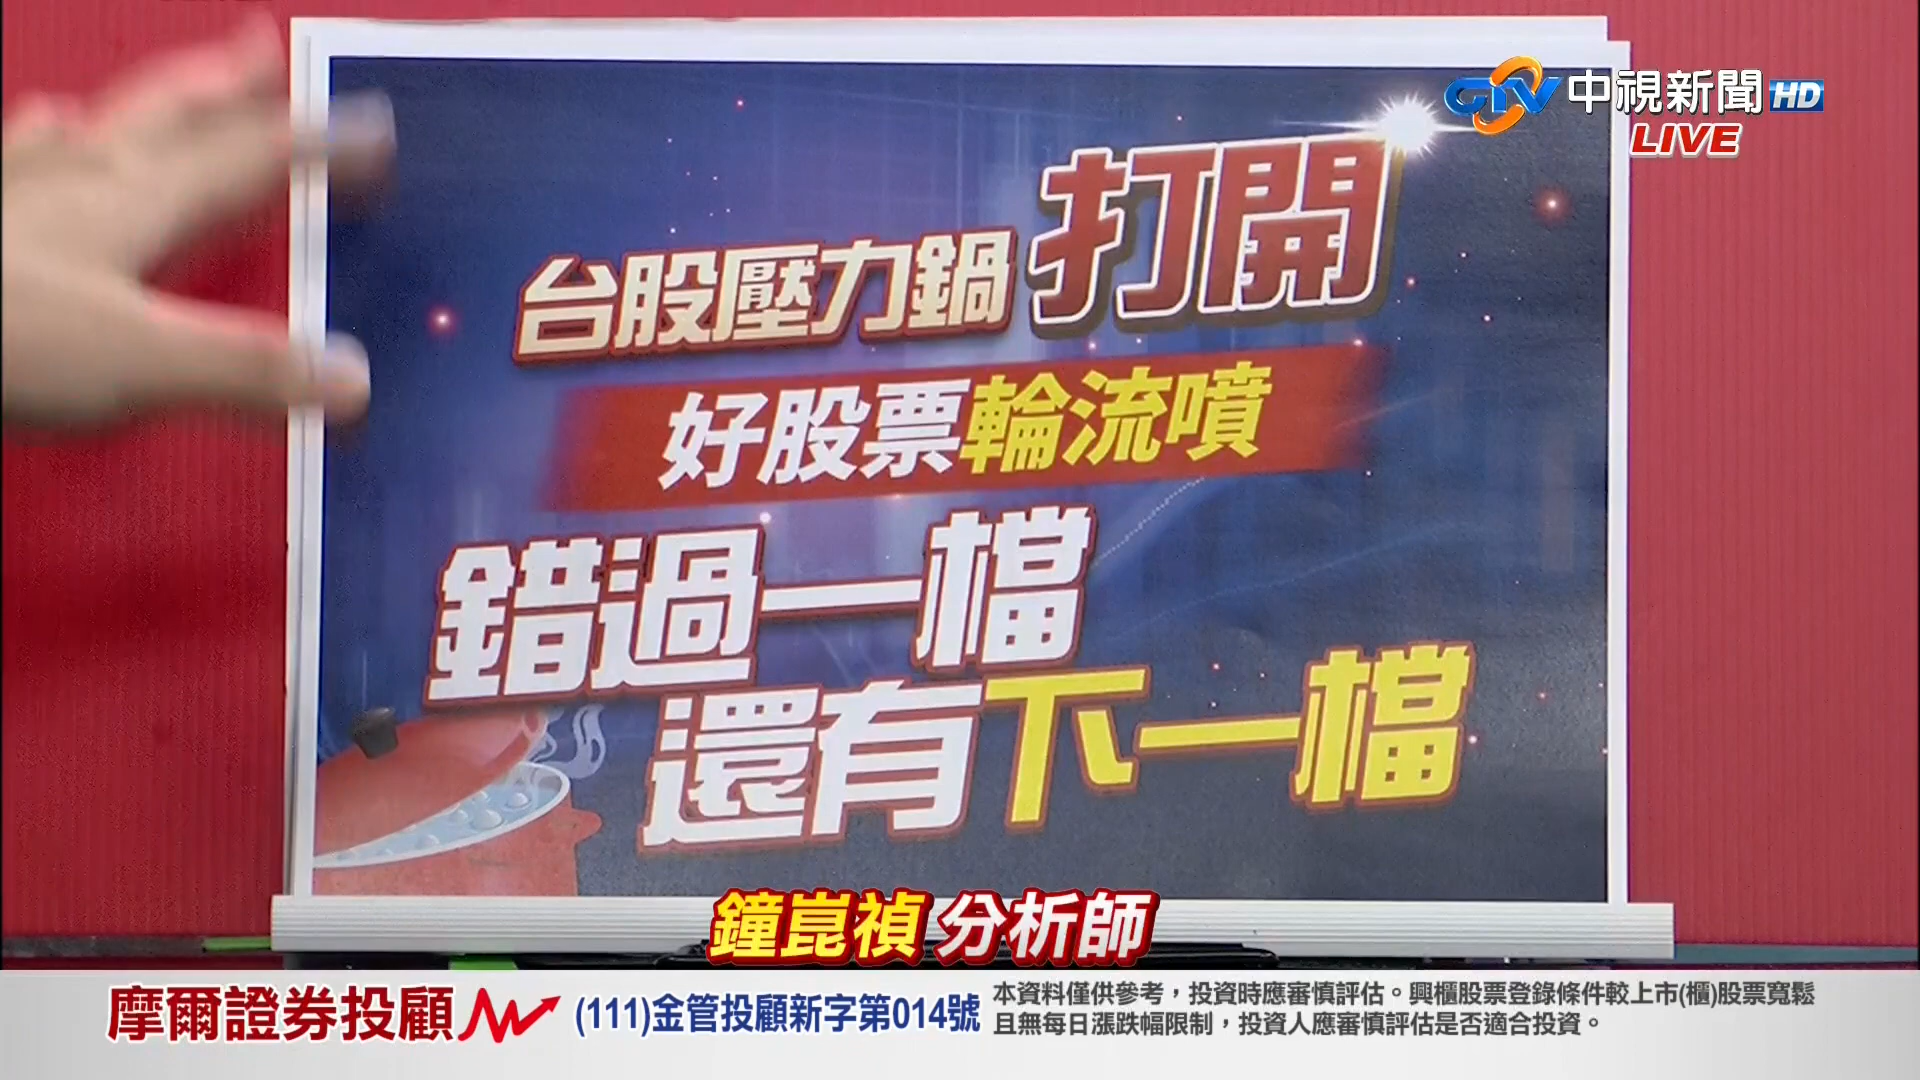 CTV中視新聞HD
LIVE
台股壓力鍋打開
好股票輪流噴
錯過一檔
還有下一檔
鐘崑禎 分析師
摩爾證券投顧
(111)金管投顧新字第014號
本資料僅供參考，投資時應審慎評估。興櫃股票登錄條件較上市(櫃)股票寬鬆
且無每日漲跌幅限制，投資人應審慎評估是否適合投資。